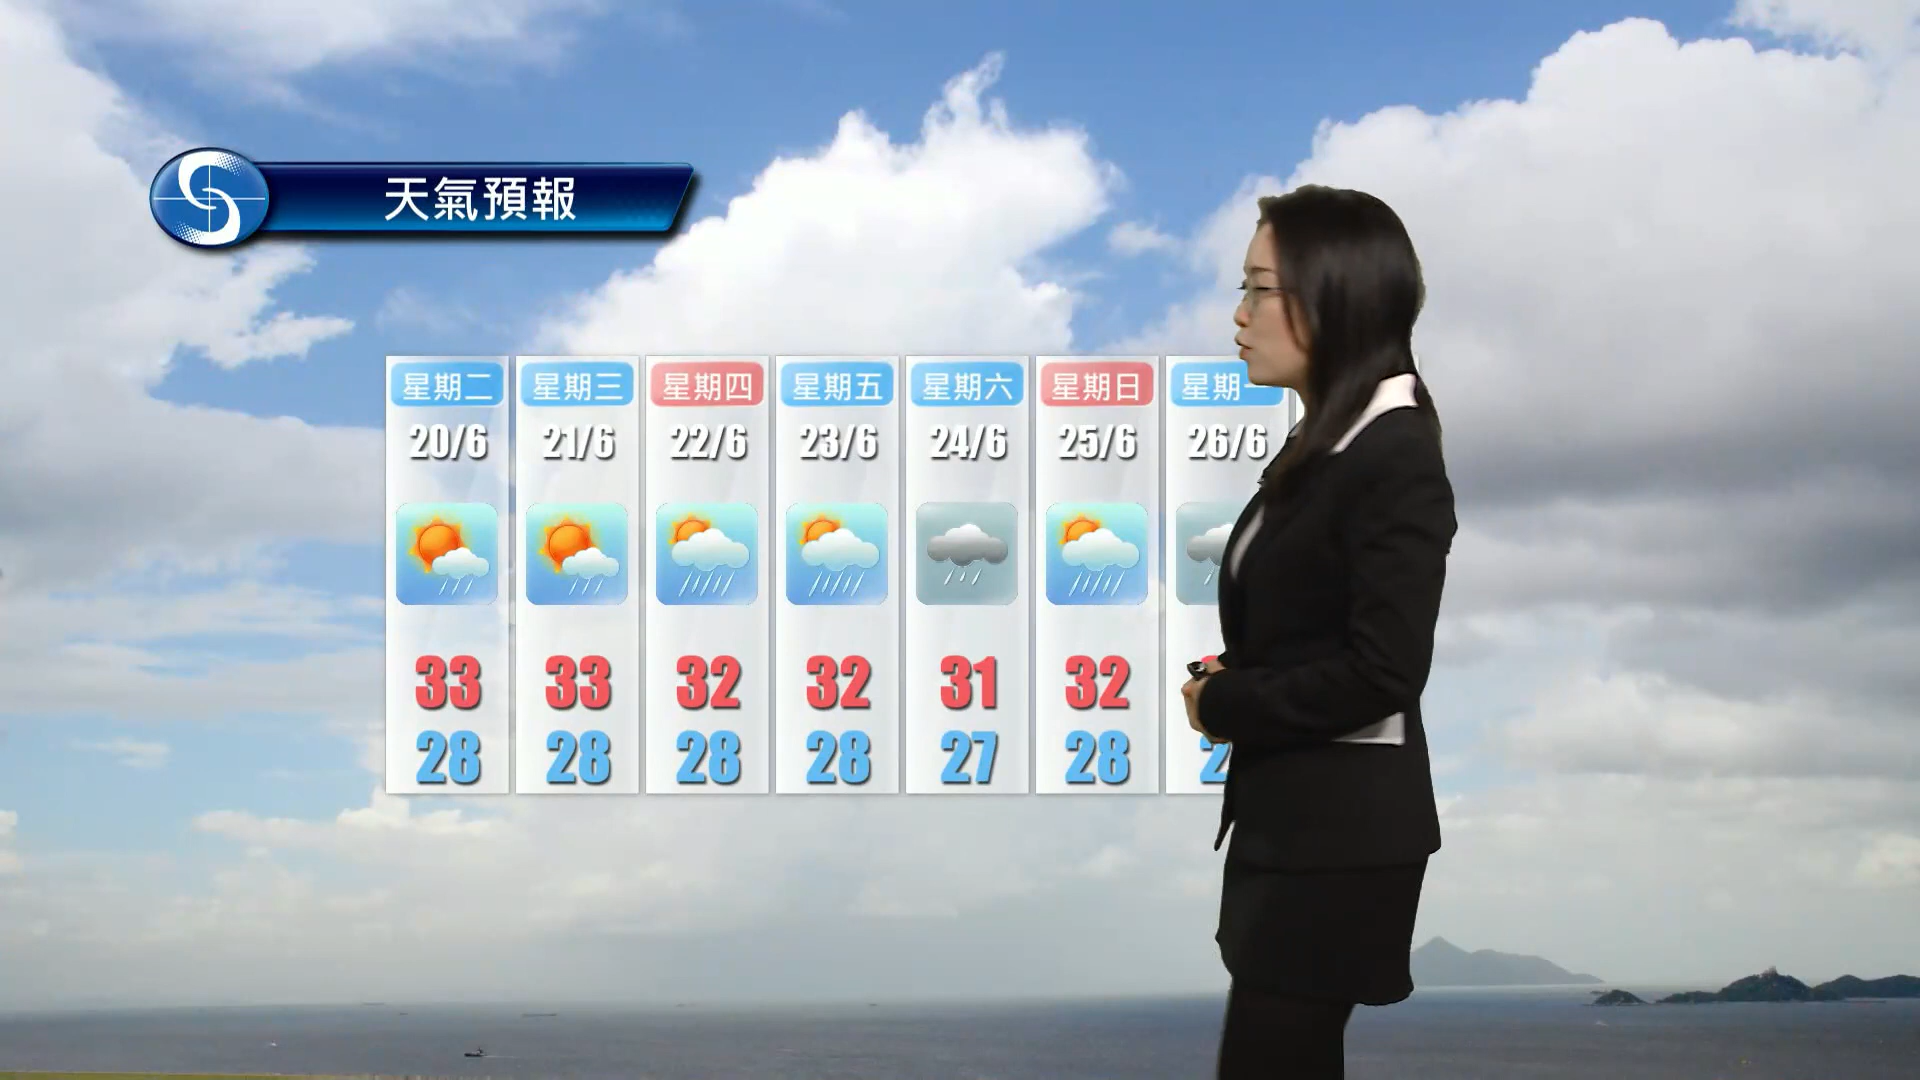 天氣預報
星期二 星期三 星期四 星期五 星期六 星期日 星期一
20/6 21/6 22/6 23/6 24/6 25/6 26/6
33 33 32 32 31 32
28 28 28 28 27 28